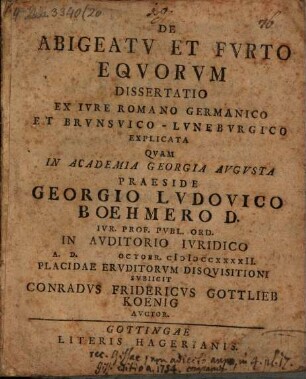 DE
ABIGEATV ET FVRTO
EQVORVM
DISSERTATIO
EX IVRE ROMANO GERMANICO
ET BRVNSVICO - LVNEBVRGICO
EXPLICATA
QVAM
IN ACADEMIA GEORGIA AVGVSTA
PRAESIDE
GEORGIO LVDOVICO
BOEHMERO D.
IVR. PROF. PVBL. ORD.
IN AVDITORIO IVRIDICO
A. D. OCTOBR. CIↃIↃCCXXXXII.
PLACIDAE ERVDITORVM DISQVISITIONI
SVBIICIT
CONRADVS FRIDERICVS GOTTLIEB
KOENIG
AVCTOR.
GOTTINGAE
LITERIS HAGERIANIS.